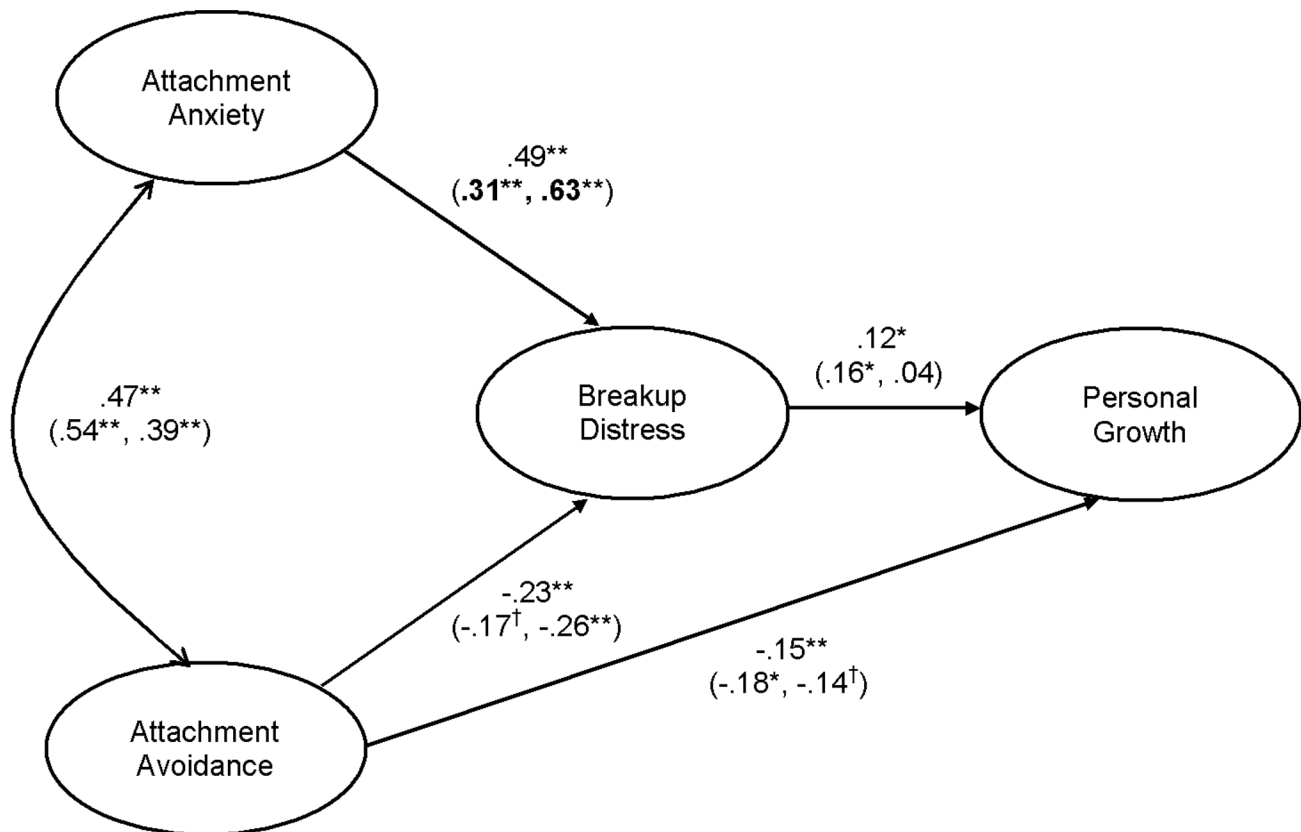 Attachment
Anxiety
.49**
(.31**, .63**)
.12*
(.16*, .04)
Breakup
Distress
Personal
Growth
.47**
(.54**, .39**)
-.23**
(-.17†, -.26**)
-.15**
(-.18*, -.14†)
Attachment
Avoidance